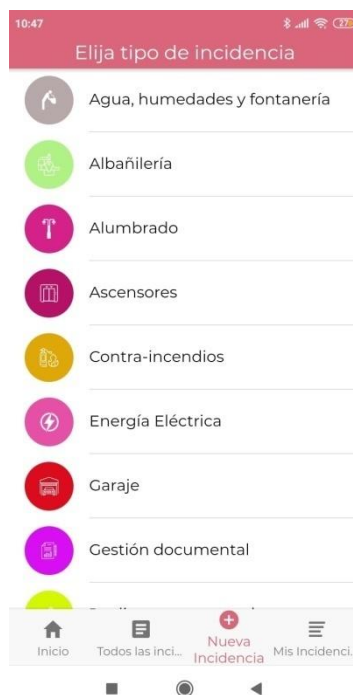 10:47
27
Elija tipo de incidencia
Agua, humedades y fontanería
Albañilería
Alumbrado
Ascensores
Contra-incendios
Energía Eléctrica
Garaje
Gestión documental
Inicio
Todos las inci...
Nueva
Incidencia
Mis Incidenci...